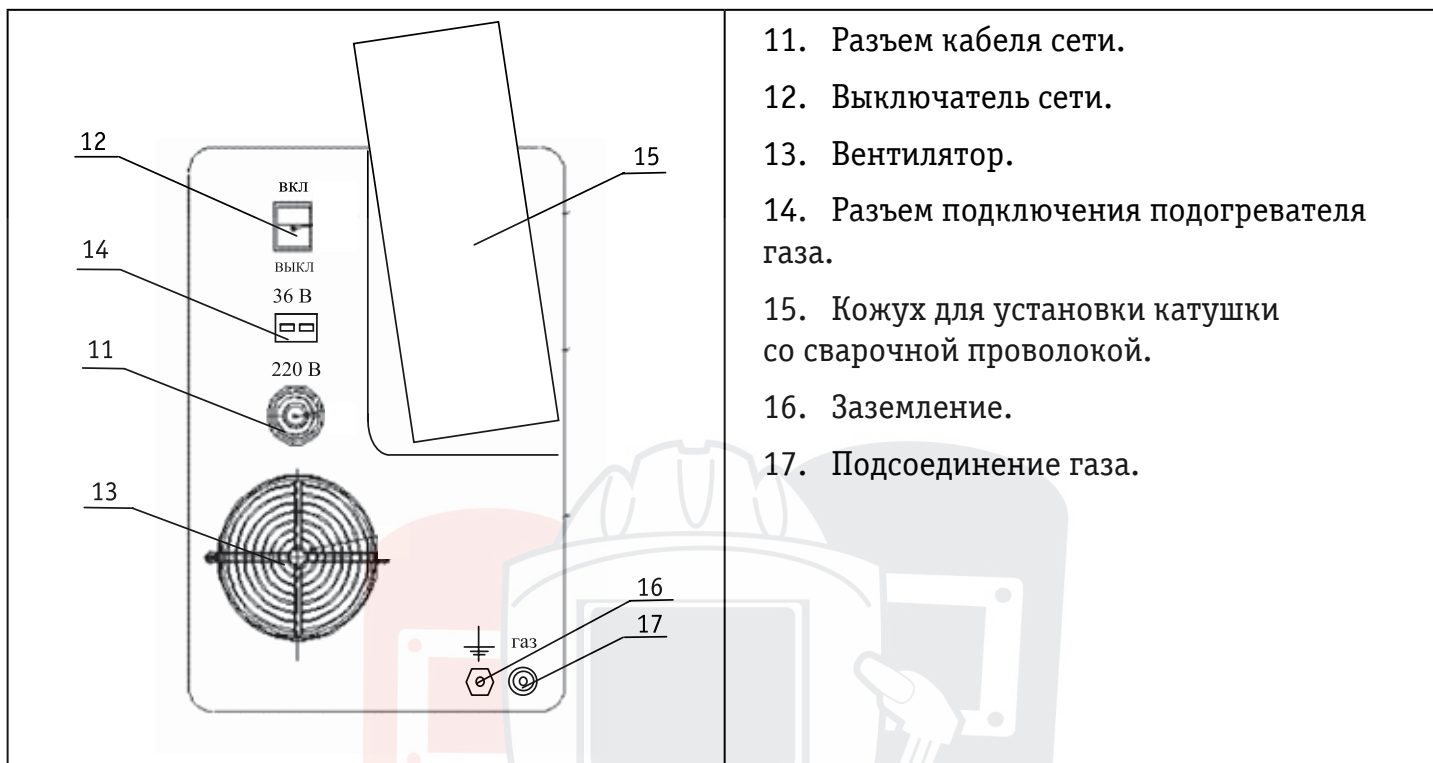 12
вкл
выкл
14
36 В
11
220 В
13
15
16
газ
17
11. Разъем кабеля сети.
12. Выключатель сети.
13. Вентилятор.
14. Разъем подключения подогревателя
газа.
15. Кожух для установки катушки
со сварочной проволокой.
16. Заземление.
17. Подсоединение газа.